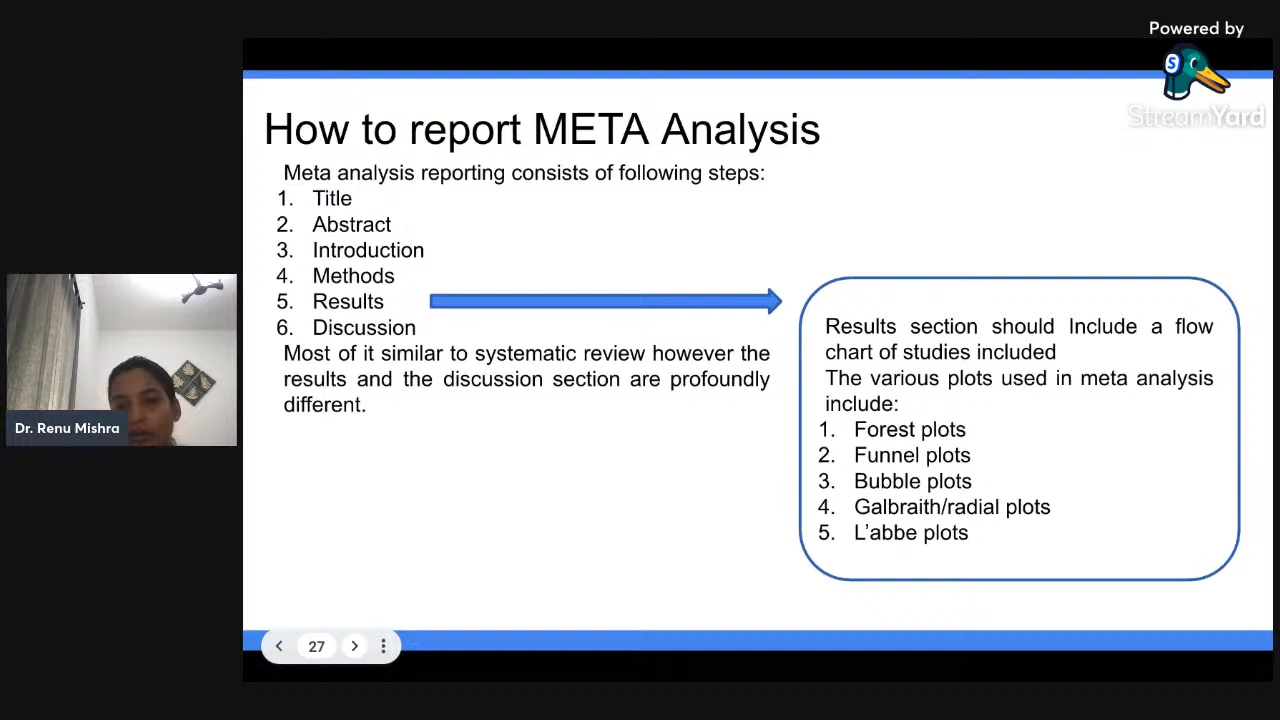 Powered by
StreamYard
How to report META Analysis
Meta analysis reporting consists of following steps:
1. Title
2. Abstract
3. Introduction
4. Methods
5. Results
6. Discussion
Most of it similar to systematic review however the
results and the discussion section are profoundly
different.
Results section should Include a flow
chart of studies included
The various plots used in meta analysis
include:
1. Forest plots
2. Funnel plots
3. Bubble plots
4. Galbraith/radial plots
5. L'abbe plots
Dr. Renu Mishra
27